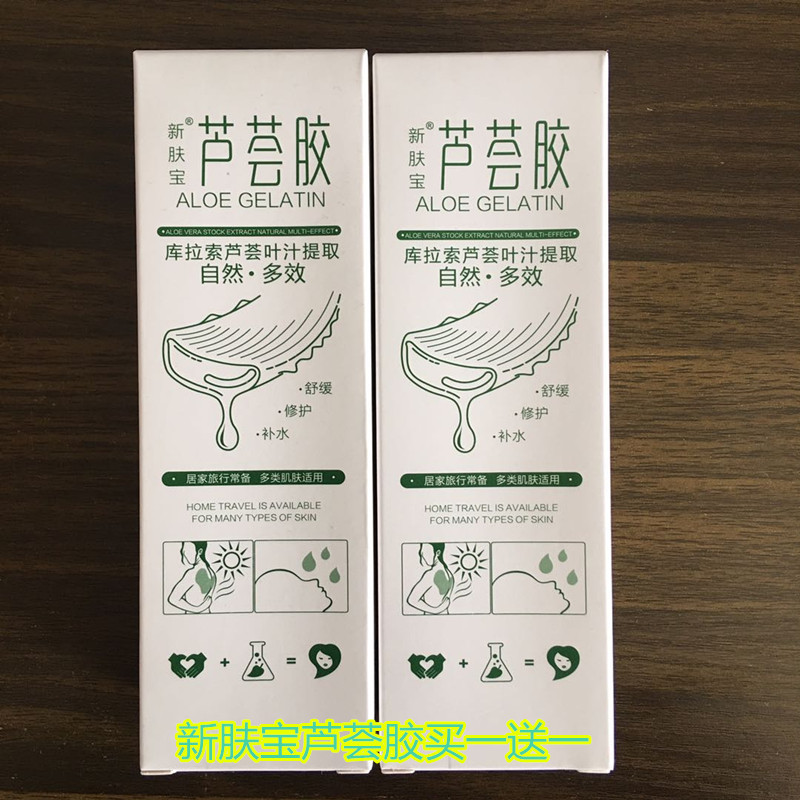 新肤宝®
芦荟胶
ALOE GELATIN
•ALOE VERA STOCK EXTRACT NATURAL MULTI-EFFECT•
库拉索芦荟叶汁提取
自然·多效
·舒缓
·修护
·补水
居家旅行常备 多类肌肤适用
HOME TRAVEL IS AVAILABLE
FOR MANY TYPES OF SKIN
+ =
新肤宝®
芦荟胶
ALOE GELATIN
•ALOE VERA STOCK EXTRACT NATURAL MULTI-EFFECT•
库拉索芦荟叶汁提取
自然·多效
·舒缓
·修护
·补水
居家旅行常备 多类肌肤适用
HOME TRAVEL IS AVAILABLE
FOR MANY TYPES OF SKIN
+ =
新肤宝芦荟胶买一送一